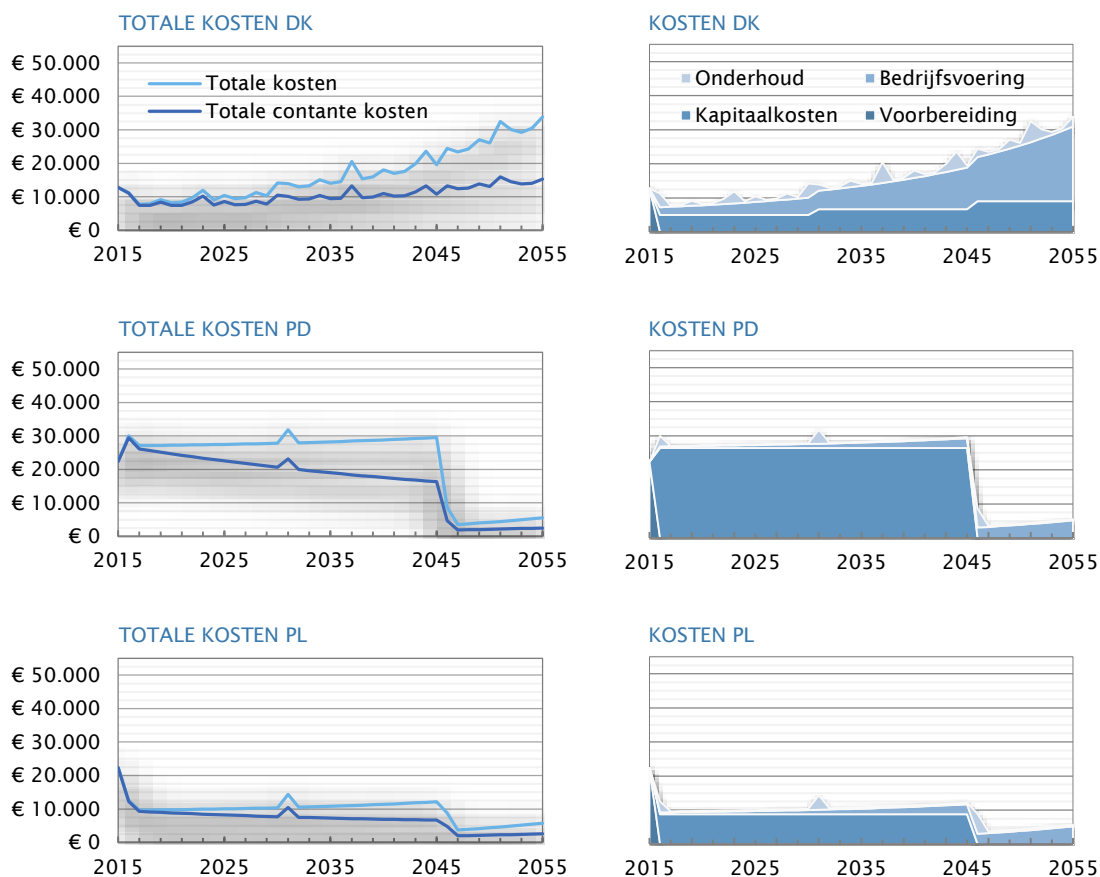 TOTALE KOSTEN DK
€ 50.000
€ 40.000
€ 30.000
€ 20.000
€ 10.000
€ 0
Totale kosten
Totale contante kosten
2015 2025 2035 2045 2055
KOSTEN DK
Onderhoud Bedrijfsvoering
Kapitaalkosten Voorbereiding
2015 2025 2035 2045 2055
TOTALE KOSTEN PD
€ 50.000
€ 40.000
€ 30.000
€ 20.000
€ 10.000
€ 0
2015 2025 2035 2045 2055
KOSTEN PD
2015 2025 2035 2045 2055
TOTALE KOSTEN PL
€ 50.000
€ 40.000
€ 30.000
€ 20.000
€ 10.000
€ 0
2015 2025 2035 2045 2055
KOSTEN PL
2015 2025 2035 2045 2055